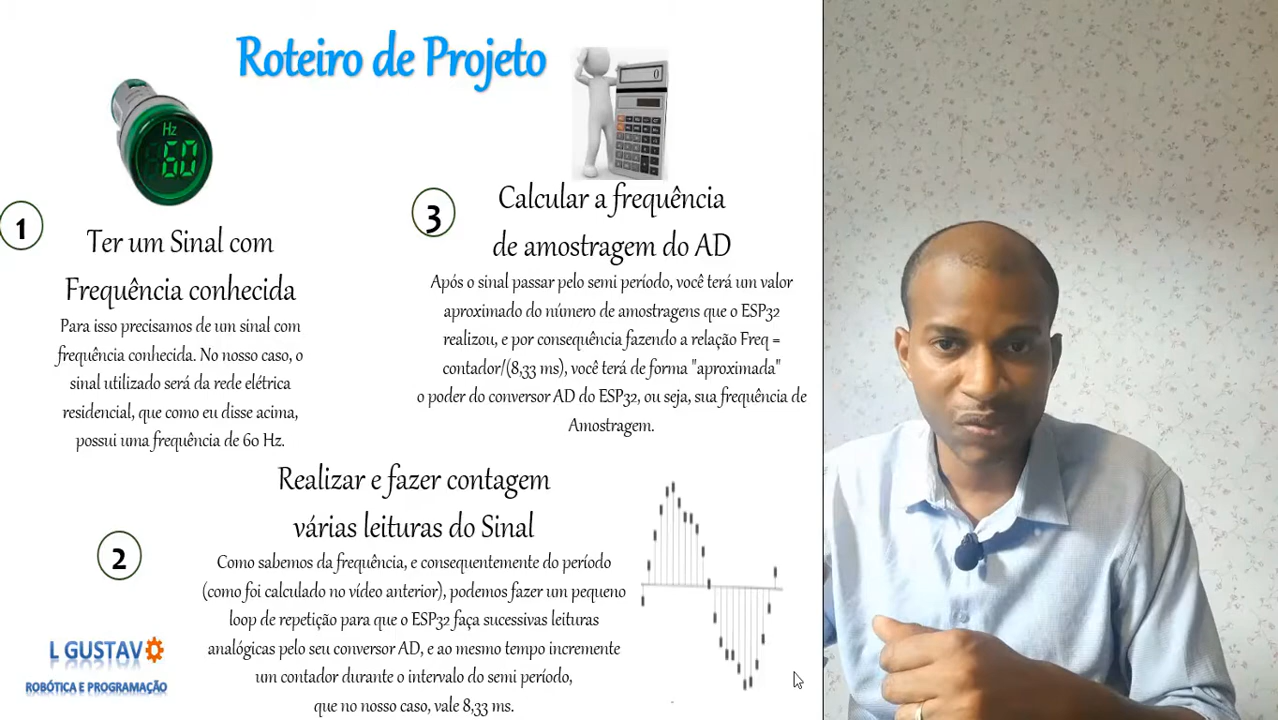 Roteiro de Projeto
Hz
60
0
1
Ter um Sinal com
Frequência conhecida
Para isso precisamos de um sinal com
frequência conhecida. No nosso caso, o
sinal utilizado será da rede elétrica
residencial, que como eu disse acima,
possui uma frequência de 60 Hz.
3
Calcular a frequência
de amostragem do AD
Após o sinal passar pelo semi período, você terá um valor
aproximado do número de amostragens que o ESP32
realizou, e por consequência fazendo a relação Freq =
contador/(8,33 ms), você terá de forma "aproximada"
o poder do conversor AD do ESP32, ou seja, sua frequência de
Amostragem.
2
Realizar e fazer contagem
várias leituras do Sinal
Como sabemos da frequência, e consequentemente do período
(como foi calculado no vídeo anterior), podemos fazer um pequeno
loop de repetição para que o ESP32 faça sucessivas leituras
analógicas pelo seu conversor AD, e ao mesmo tempo incremente
um contador durante o intervalo do semi período,
que no nosso caso, vale 8,33 ms.
L GUSTAVO
ROBÓTICA E PROGRAMAÇÃO